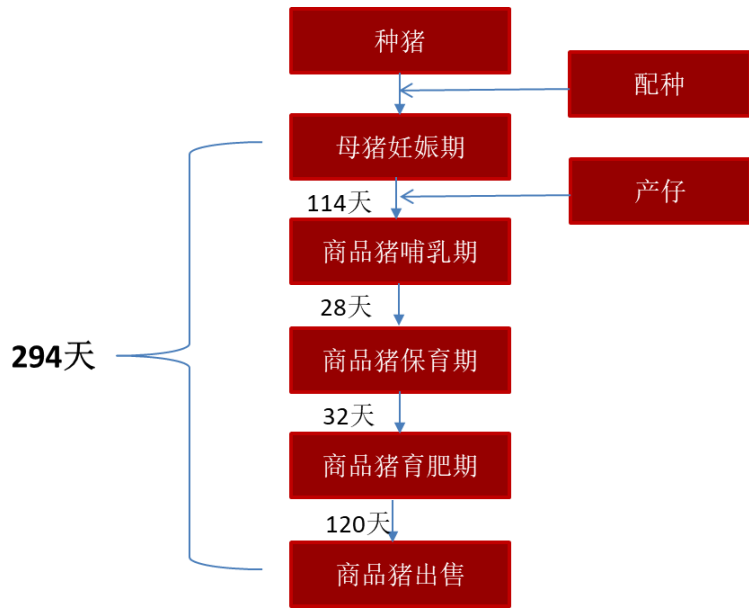 种猪
配种
母猪妊娠期
114天
产仔
商品猪哺乳期
28天
294天
商品猪保育期
32天
商品猪育肥期
120天
商品猪出售